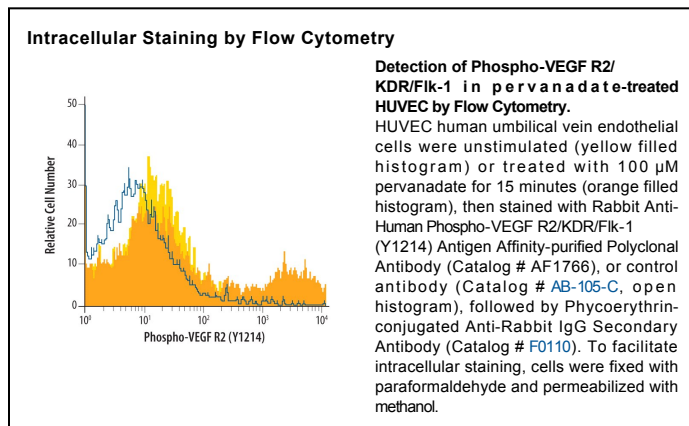 Intracellular Staining by Flow Cytometry
50
40
30
20
10
0
Relative Cell Number
10⁰ 10¹ 10² 10³ 10⁴
Phospho-VEGF R2 (Y1214)
Detection of Phospho-VEGF R2/
KDR/Flk-1 in pervanadate-treated
HUVEC by Flow Cytometry.
HUVEC human umbilical vein endothelial
cells were unstimulated (yellow filled
histogram) or treated with 100 µM
pervanadate for 15 minutes (orange filled
histogram), then stained with Rabbit Anti-
Human Phospho-VEGF R2/KDR/Flk-1
(Y1214) Antigen Affinity-purified Polyclonal
Antibody (Catalog # AF1766), or control
antibody (Catalog # AB-105-C, open
histogram), followed by Phycoerythrin-
conjugated Anti-Rabbit IgG Secondary
Antibody (Catalog # F0110). To facilitate
intracellular staining, cells were fixed with
paraformaldehyde and permeabilized with
methanol.